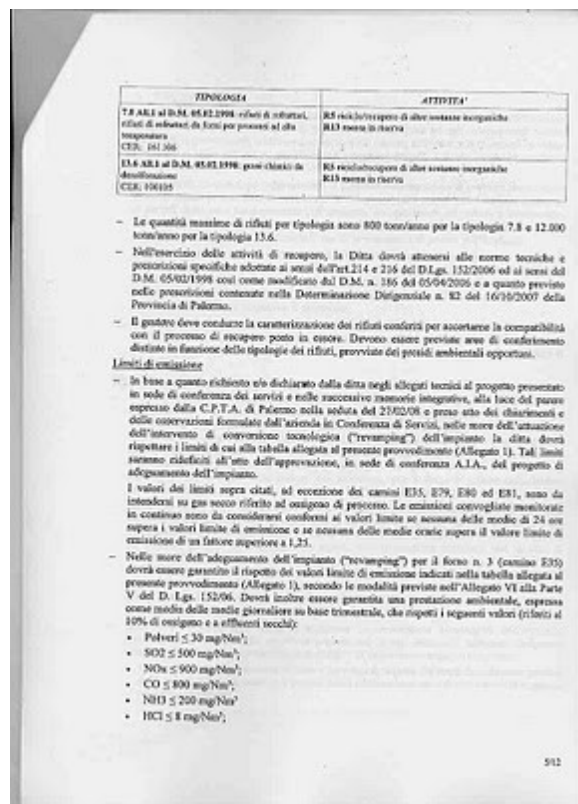 TIPOLOGIA ATTIVITA'
7.8 All.1 al D.M. 05.02.1998: rifiuti di refrattari, R5 riciclo/recupero di altre sostanze inorganiche
rifiuti di refrattari da forni per processi ad alta R13 messa in riserva
temperatura
CER: 161106
13.6 All.1 al D.M. 05.02.1998: gessi chimici da R5 riciclo/recupero di altre sostanze inorganiche
desolforazione R13 messa in riserva
CER: 100105
– Le quantità massime di rifiuti per tipologia sono 800 tonn/anno per la tipologia 7.8 e 12.000
tonn/anno per la tipologia 13.6.
– Nell'esercizio delle attività di recupero, la Ditta dovrà attenersi alle norme tecniche e
prescrizioni specifiche adottate ai sensi dell'art.214 e 216 del D.Lgs. 152/2006 ed ai sensi del
D.M. 05/02/1998 così come modificato dal D.M. n. 186 del 05/04/2006 e a quanto previsto
nelle prescrizioni contenute nella Determinazione Dirigenziale n. 82 del 16/10/2007 della
Provincia di Palermo.
– Il gestore deve condurre la caratterizzazione dei rifiuti conferiti per accertarne la compatibilità
con il processo di recupero posto in essere. Devono essere previste aree di conferimento
distinte in funzione delle tipologie dei rifiuti, provviste dei presidi ambientali opportuni.
Limiti di emissione
– In base a quanto richiesto e/o dichiarato dalla ditta negli allegati tecnici al progetto presentato
in sede di conferenza dei servizi e nelle successive memorie integrative, alla luce del parere
espresso dalla C.P.T.A. di Palermo nella seduta del 27/02/08 e preso atto dei chiarimenti e
delle osservazioni formulate dall'azienda in Conferenza di Servizi, nelle more dell'attuazione
dell'intervento di conversione tecnologica ("revamping") dell'impianto la ditta dovrà
rispettare i limiti di cui alla tabella allegata al presente provvedimento (Allegato 1). Tali limiti
saranno ridefiniti all'atto dell'approvazione, in sede di conferenza A.I.A., del progetto di
adeguamento dell'impianto.
I valori dei limiti sopra citati, ad eccezione dei camini E35, E79, E80 ed E81, sono da
intendersi su gas secco riferito ad ossigeno di processo. Le emissioni convogliate monitorate
in continuo sono da considerarsi conformi ai valori limite se nessuna delle medie di 24 ore
supera i valori limite di emissione e se nessuna delle medie orarie supera il valore limite di
emissione di un fattore superiore a 1,25.
– Nelle more dell'adeguamento dell'impianto ("revamping") per il forno n. 3 (camino E35)
dovrà essere garantito il rispetto dei valori limite di emissione indicati nella tabella allegata al
presente provvedimento (Allegato 1), secondo le modalità previste nell'Allegato VI alla Parte
V del D. Lgs. 152/06. Dovrà inoltre essere garantita una prestazione ambientale, espressa
come media delle medie giornaliere su base trimestrale, che rispetti i seguenti valori (riferiti al
10% di ossigeno e a effluenti secchi):
• Polveri ≤ 30 mg/Nm³;
• SO2 ≤ 500 mg/Nm³;
• NOx ≤ 900 mg/Nm³;
• CO ≤ 800 mg/Nm³;
• NH3 ≤ 200 mg/Nm³
• HCl ≤ 8 mg/Nm³;
5/12